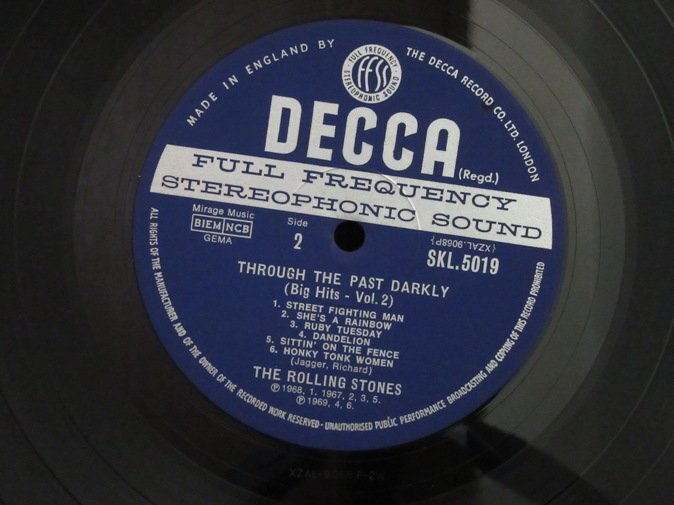 MADE IN ENGLAND BY
THE DECCA RECORD CO. LTD. LONDON
FULL FREQUENCY
STEREOPHONIC SOUND
FFSS
DECCA
(Regd.)
FULL FREQUENCY
STEREOPHONIC SOUND
Mirage Music
BIEM NCB
GEMA
Side
2
(XZAL.9068P)
SKL.5019
THROUGH THE PAST DARKLY
(Big Hits - Vol.2)
1. STREET FIGHTING MAN
2. SHE'S A RAINBOW
3. RUBY TUESDAY
4. DANDELION
5. SITTIN' ON THE FENCE
6. HONKY TONK WOMEN
(Jagger, Richard)
THE ROLLING STONES
℗1968, 1. 1967, 2, 3, 5.
℗1969, 4, 6.
ALL RIGHTS OF THE MANUFACTURER AND OF THE OWNER OF THE RECORDED WORK RESERVED - UNAUTHORISED PUBLIC PERFORMANCE BROADCASTING AND COPYING OF THIS RECORD PROHIBITED